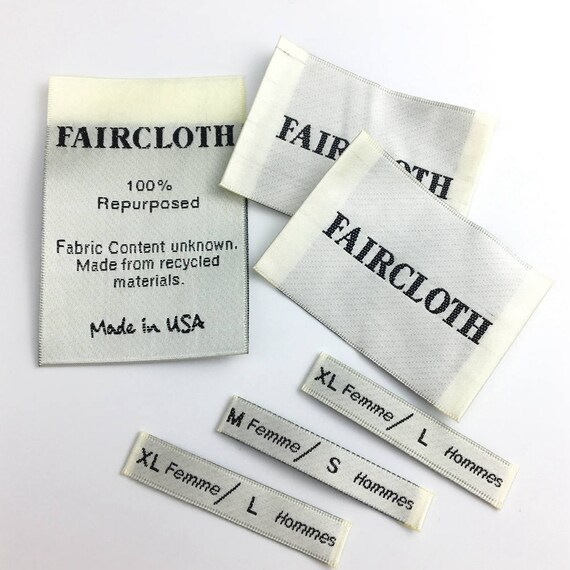 FAIRCLOTH
100%
Repurposed
Fabric Content unknown.
Made from recycled
materials.
Made in USA
FAIRCLOTH
FAIRCLOTH
XL Femme / L Hommes
M Femme / S Hommes
XL Femme / L Hommes